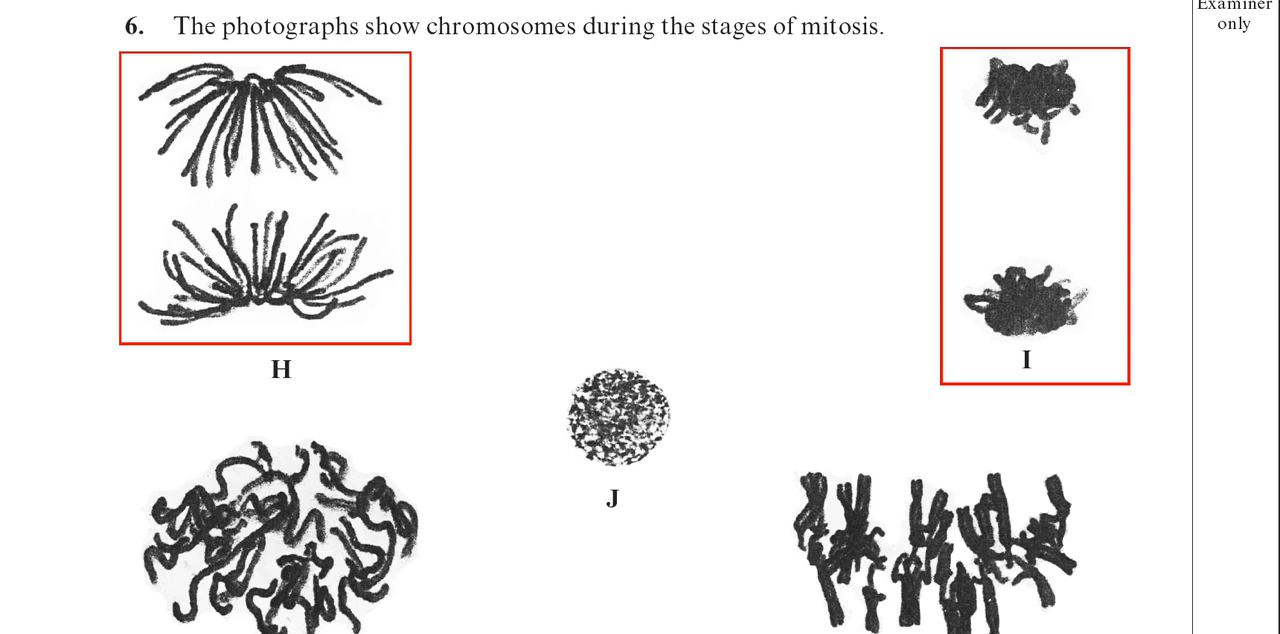 Examiner
only
6. The photographs show chromosomes during the stages of mitosis.
H
I
J